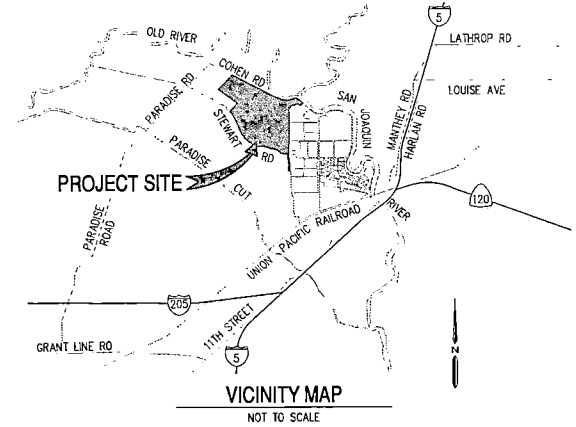 5
OLD RIVER
LATHROP RD
COHEN RD
LOUISE AVE
PARADISE RD
SAN
JOAQUIN
RIVER
MANTHEY RD
HARLAN RD
STEWART
RD
PARADISE
CUT
PROJECT SITE
120
PARADISE
ROAD
UNION PACIFIC RAILROAD
205
11TH STREET
GRANT LINE RD
5
N
VICINITY MAP
NOT TO SCALE